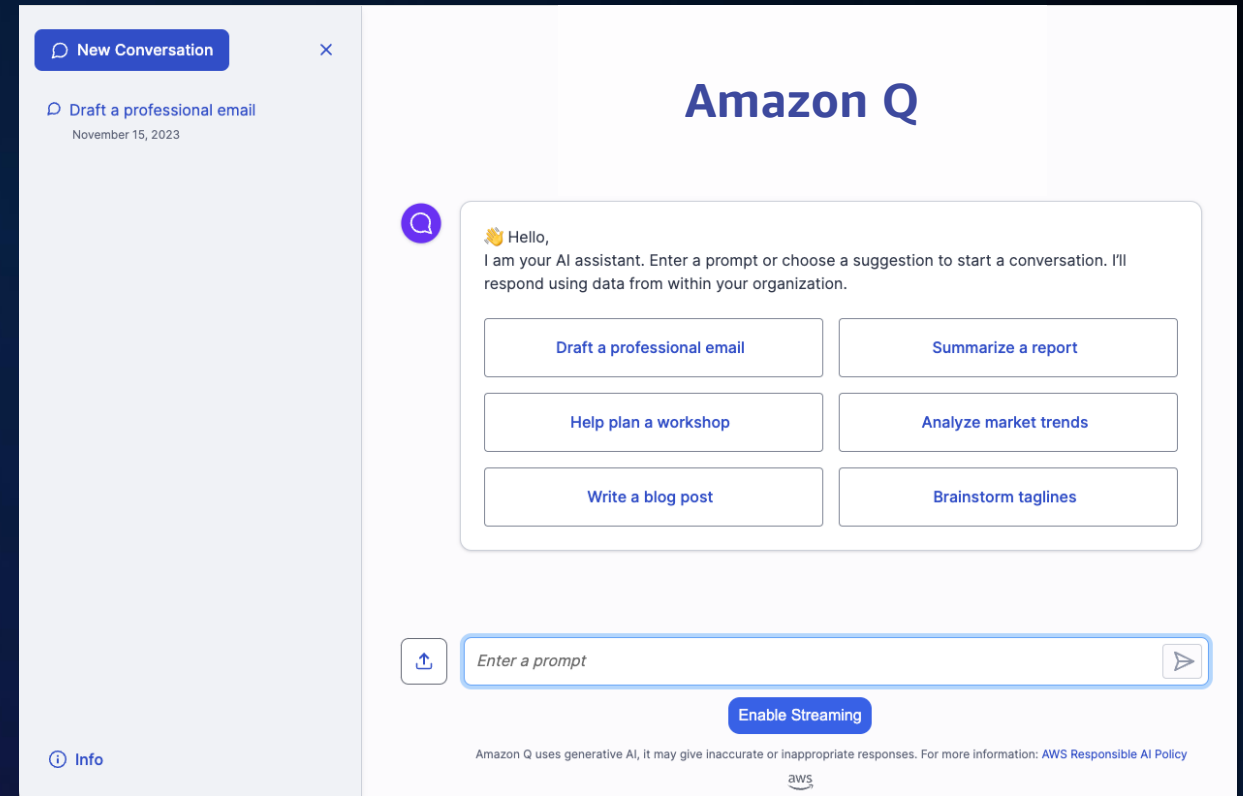 New Conversation
Draft a professional email
November 15, 2023
Info
Amazon Q
👋 Hello,
I am your AI assistant. Enter a prompt or choose a suggestion to start a conversation. I’ll
respond using data from within your organization.
Draft a professional email
Summarize a report
Help plan a workshop
Analyze market trends
Write a blog post
Brainstorm taglines
Enter a prompt
Enable Streaming
Amazon Q uses generative AI, it may give inaccurate or inappropriate responses. For more information: AWS Responsible AI Policy
aws